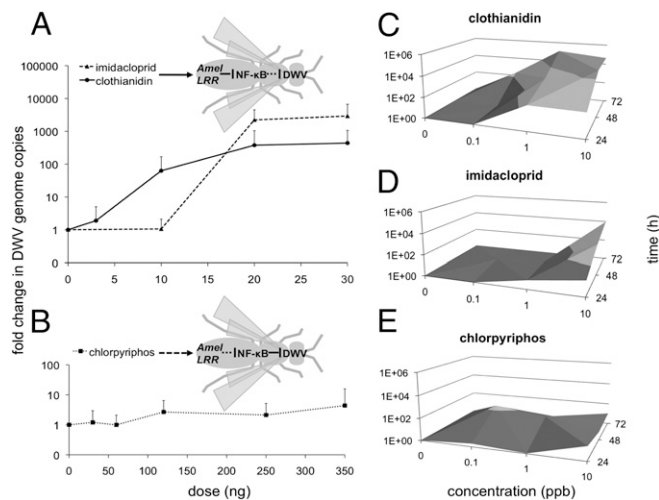 A
imidacloprid
clothianidin
Amel
LRR
NF-κB
DWV
100000
10000
1000
100
10
1
0 5 10 15 20 25 30
fold change in DWV genome copies
B
chlorpyriphos
Amel
LRR
NF-κB
DWV
100
10
1
0 50 100 150 200 250 300 350
dose (ng)
C
clothianidin
1E+06
1E+04
1E+02
1E+00
0 0.1 1 10
24 48 72
D
imidacloprid
1E+06
1E+04
1E+02
1E+00
0 0.1 1 10
24 48 72
time (h)
E
chlorpyriphos
1E+06
1E+04
1E+02
1E+00
0 0.1 1 10
24 48 72
concentration (ppb)